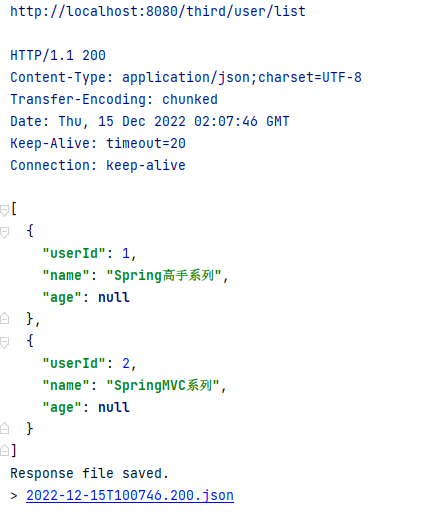 http://localhost:8080/third/user/list
HTTP/1.1 200
Content-Type: application/json;charset=UTF-8
Transfer-Encoding: chunked
Date: Thu, 15 Dec 2022 02:07:46 GMT
Keep-Alive: timeout=20
Connection: keep-alive
[
  {
    "userId": 1,
    "name": "Spring高手系列",
    "age": null
  },
  {
    "userId": 2,
    "name": "SpringMVC系列",
    "age": null
  }
]
Response file saved.
> 2022-12-15T100746.200.json